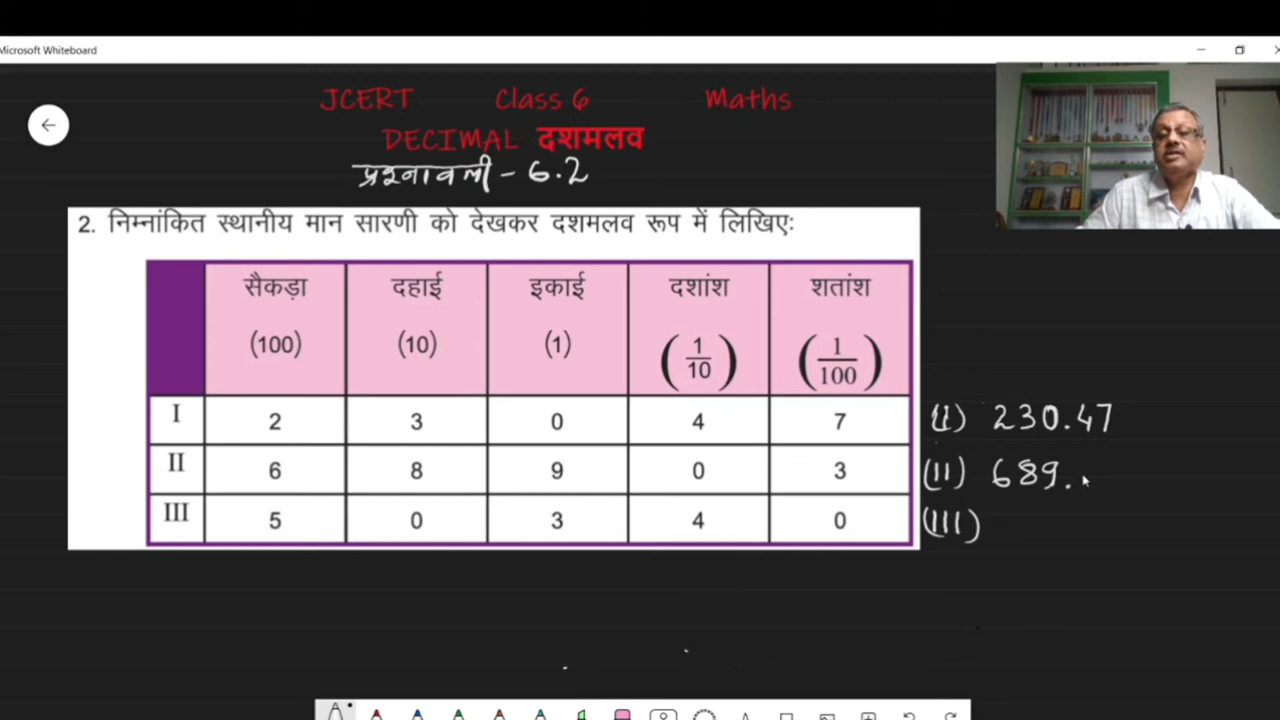 Microsoft Whiteboard
JCERT Class 6 Maths
DECIMAL दशमलव
प्रश्नावली - 6.2
2. निम्नांकित स्थानीय मान सारणी को देखकर दशमलव रूप में लिखिएः
सैकड़ा दहाई इकाई दशांश शतांश
(100) (10) (1) (1/10) (1/100)
I 2 3 0 4 7 (i) 230.47
II 6 8 9 0 3 (II) 689.
III 5 0 3 4 0 (III)